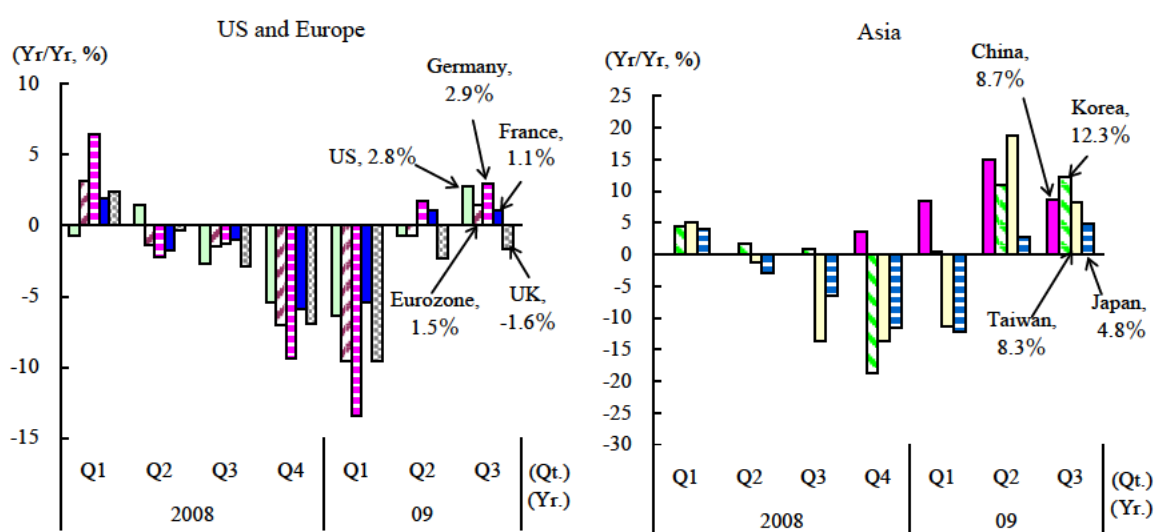 US and Europe
(Yr/Yr, %)
Germany,
2.9%
France,
1.1%
US, 2.8%
10
5
0
-5
-10
-15
Eurozone,
1.5%
UK,
-1.6%
Q1 Q2 Q3 Q4 Q1 Q2 Q3 (Qt.)
(Yr.)
2008 09
Asia
(Yr/Yr, %)
China,
8.7%
Korea,
12.3%
25
20
15
10
5
0
-5
-10
-15
-20
-25
-30
Taiwan,
8.3%
Japan,
4.8%
Q1 Q2 Q3 Q4 Q1 Q2 Q3 (Qt.)
(Yr.)
2008 09